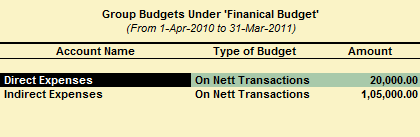 Group Budgets Under 'Finanical Budget'
(From 1-Apr-2010 to 31-Mar-2011)
Account Name Type of Budget Amount
Direct Expenses On Nett Transactions 20,000.00
Indirect Expenses On Nett Transactions 1,05,000.00